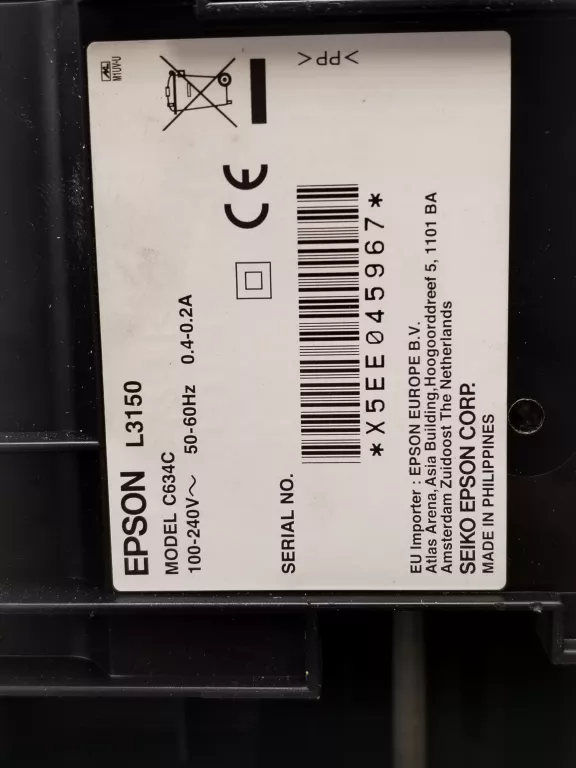 EPSON L3150
MODEL C634C
100-240V～ 50-60Hz 0.4-0.2A
SERIAL NO.
*X5EE045967*
EU Importer : EPSON EUROPE B.V.
Atlas Arena, Asia Building,Hoogoorddreef 5, 1101 BA
Amsterdam Zuidoost The Netherlands
SEIKO EPSON CORP.
MADE IN PHILIPPINES
CE
>PP<
M1UV-U